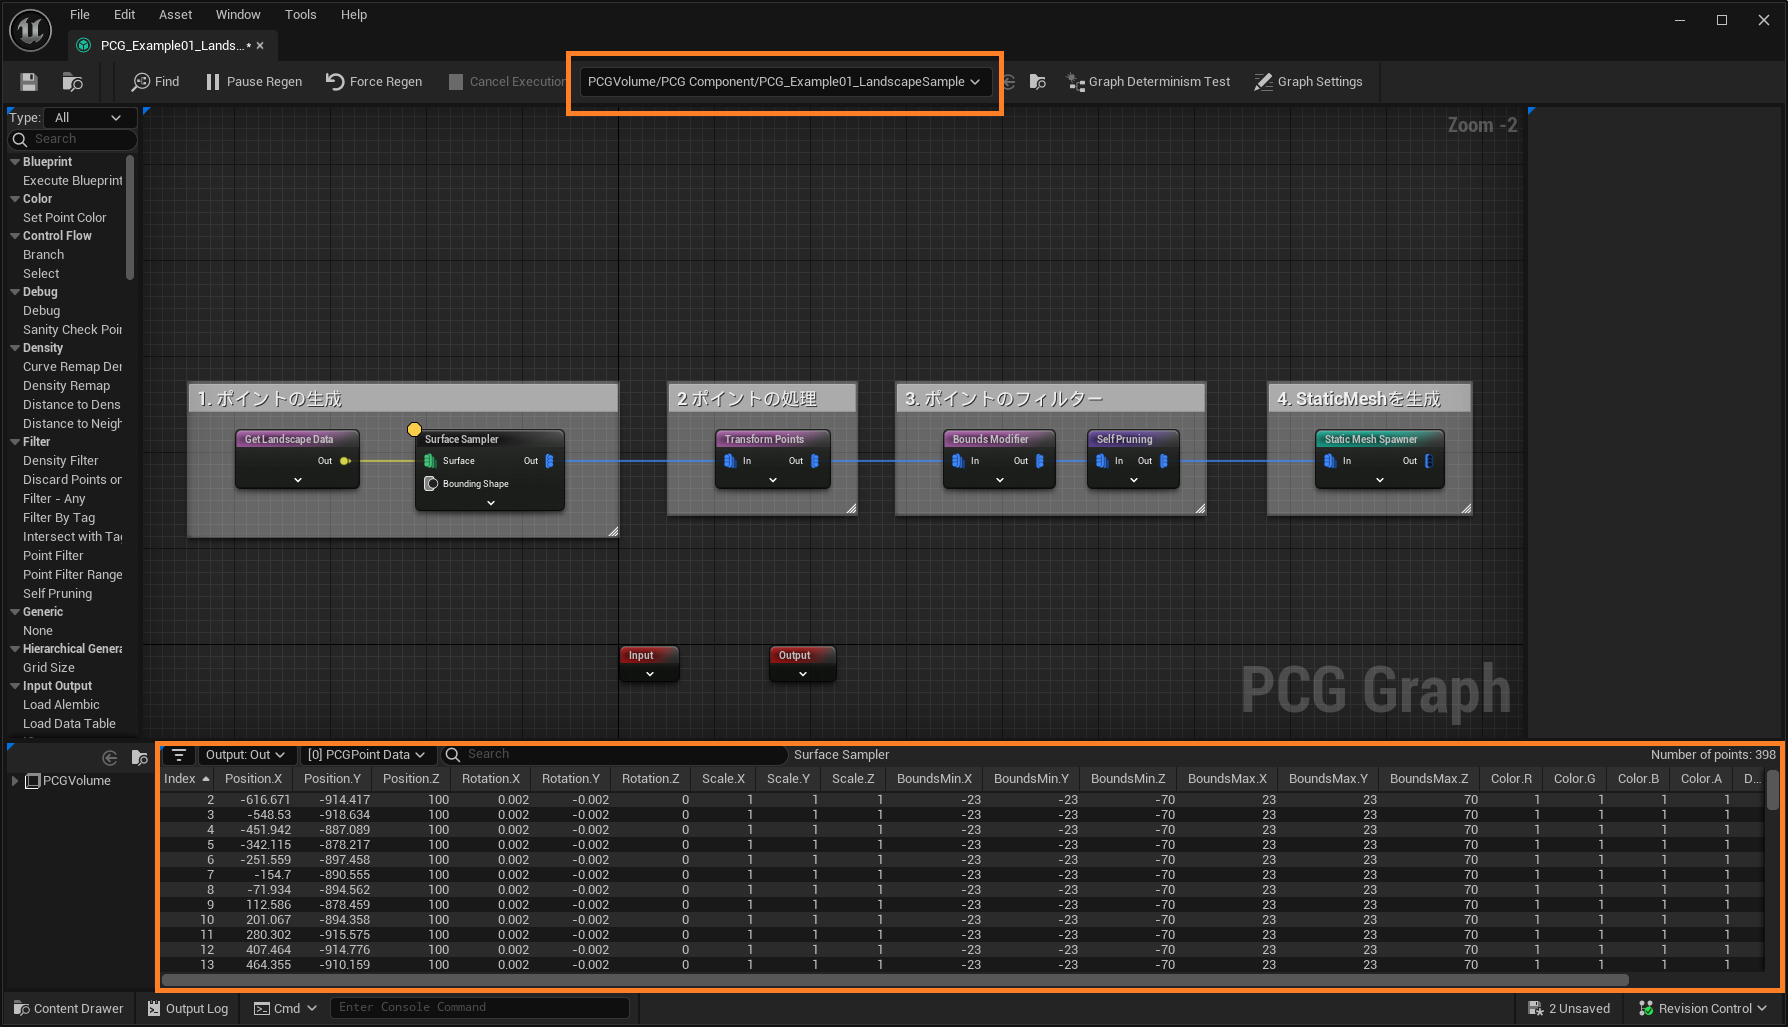 File Edit Asset Window Tools Help
PCG_Example01_Lands...•
Find Pause Regen Force Regen Cancel Execution PCGVolume/PCG Component/PCG_Example01_LandscapeSample Graph Determinism Test Graph Settings
Type: All
Search
Blueprint
Execute Blueprint
Color
Set Point Color
Control Flow
Branch
Select
Debug
Debug
Sanity Check Poin
Density
Curve Remap Der
Density Remap
Distance to Dens
Distance to Neigh
Filter
Density Filter
Discard Points on
Filter - Any
Filter By Tag
Intersect with Tag
Point Filter
Point Filter Range
Self Pruning
Generic
None
Hierarchical Genera
Grid Size
Input Output
Load Alembic
Load Data Table
Zoom -2
1. ポイントの生成
Get Landscape Data
Out
Surface Sampler
Surface Out
Bounding Shape
2 ポイントの処理
Transform Points
In Out
3. ポイントのフィルター
Bounds Modifier
In Out
Self Pruning
In Out
4. StaticMeshを生成
Static Mesh Spawner
In Out
Input
Output
PCG Graph
PCGVolume
Output: Out [0] PCGPoint Data Search Surface Sampler Number of points: 398
Index Position.X Position.Y Position.Z Rotation.X Rotation.Y Rotation.Z Scale.X Scale.Y Scale.Z BoundsMin.X BoundsMin.Y BoundsMin.Z BoundsMax.X BoundsMax.Y BoundsMax.Z Color.R Color.G Color.B Color.A D...
2 -616.671 -914.417 100 0.002 -0.002 0 1 1 1 -23 -23 -70 23 23 70 1 1 1 1
3 -548.53 -918.634 100 0.002 -0.002 0 1 1 1 -23 -23 -70 23 23 70 1 1 1 1
4 -451.942 -887.089 100 0.002 -0.002 0 1 1 1 -23 -23 -70 23 23 70 1 1 1 1
5 -342.115 -878.217 100 0.002 -0.002 0 1 1 1 -23 -23 -70 23 23 70 1 1 1 1
6 -251.559 -897.458 100 0.002 -0.002 0 1 1 1 -23 -23 -70 23 23 70 1 1 1 1
7 -154.7 -890.555 100 0.002 -0.002 0 1 1 1 -23 -23 -70 23 23 70 1 1 1 1
8 -71.934 -894.562 100 0.002 -0.002 0 1 1 1 -23 -23 -70 23 23 70 1 1 1 1
9 112.586 -878.459 100 0.002 -0.002 0 1 1 1 -23 -23 -70 23 23 70 1 1 1 1
10 201.067 -894.358 100 0.002 -0.002 0 1 1 1 -23 -23 -70 23 23 70 1 1 1 1
11 280.302 -915.575 100 0.002 -0.002 0 1 1 1 -23 -23 -70 23 23 70 1 1 1 1
12 407.464 -914.776 100 0.002 -0.002 0 1 1 1 -23 -23 -70 23 23 70 1 1 1 1
13 464.355 -910.159 100 0.002 -0.002 0 1 1 1 -23 -23 -70 23 23 70 1 1 1 1
Content Drawer Output Log Cmd Enter Console Command 2 Unsaved Revision Control